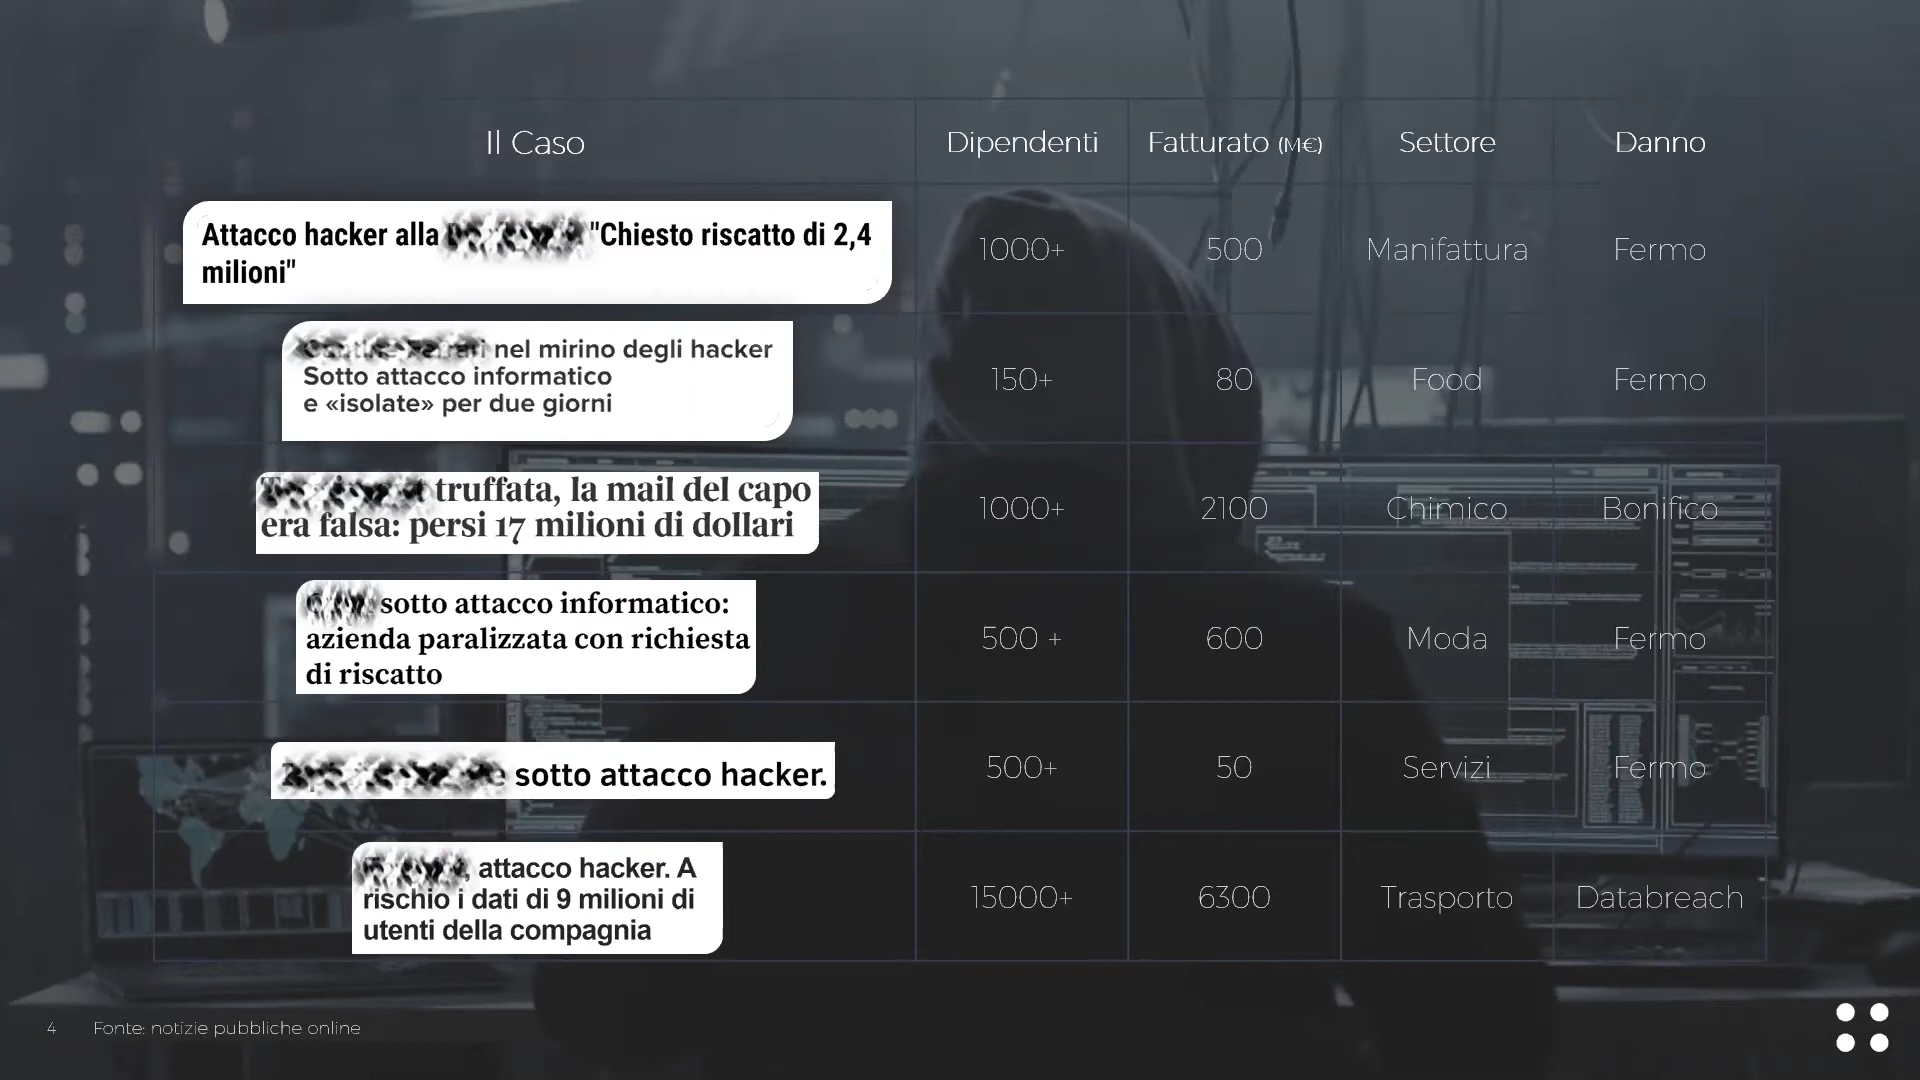 Il Caso
Dipendenti
Fatturato (M€)
Settore
Danno
Attacco hacker alla "Chiesto riscatto di 2,4
milioni"
1000+
500
Manifattura
Fermo
nel mirino degli hacker
Sotto attacco informatico
e «isolate» per due giorni
150+
80
Food
Fermo
truffata, la mail del capo
era falsa: persi 17 milioni di dollari
1000+
2100
Chimico
Bonifico
sotto attacco informatico:
azienda paralizzata con richiesta
di riscatto
500 +
600
Moda
Fermo
sotto attacco hacker.
500+
50
Servizi
Fermo
, attacco hacker. A
rischio i dati di 9 milioni di
utenti della compagnia
15000+
6300
Trasporto
Databreach
4
Fonte: notizie pubbliche online